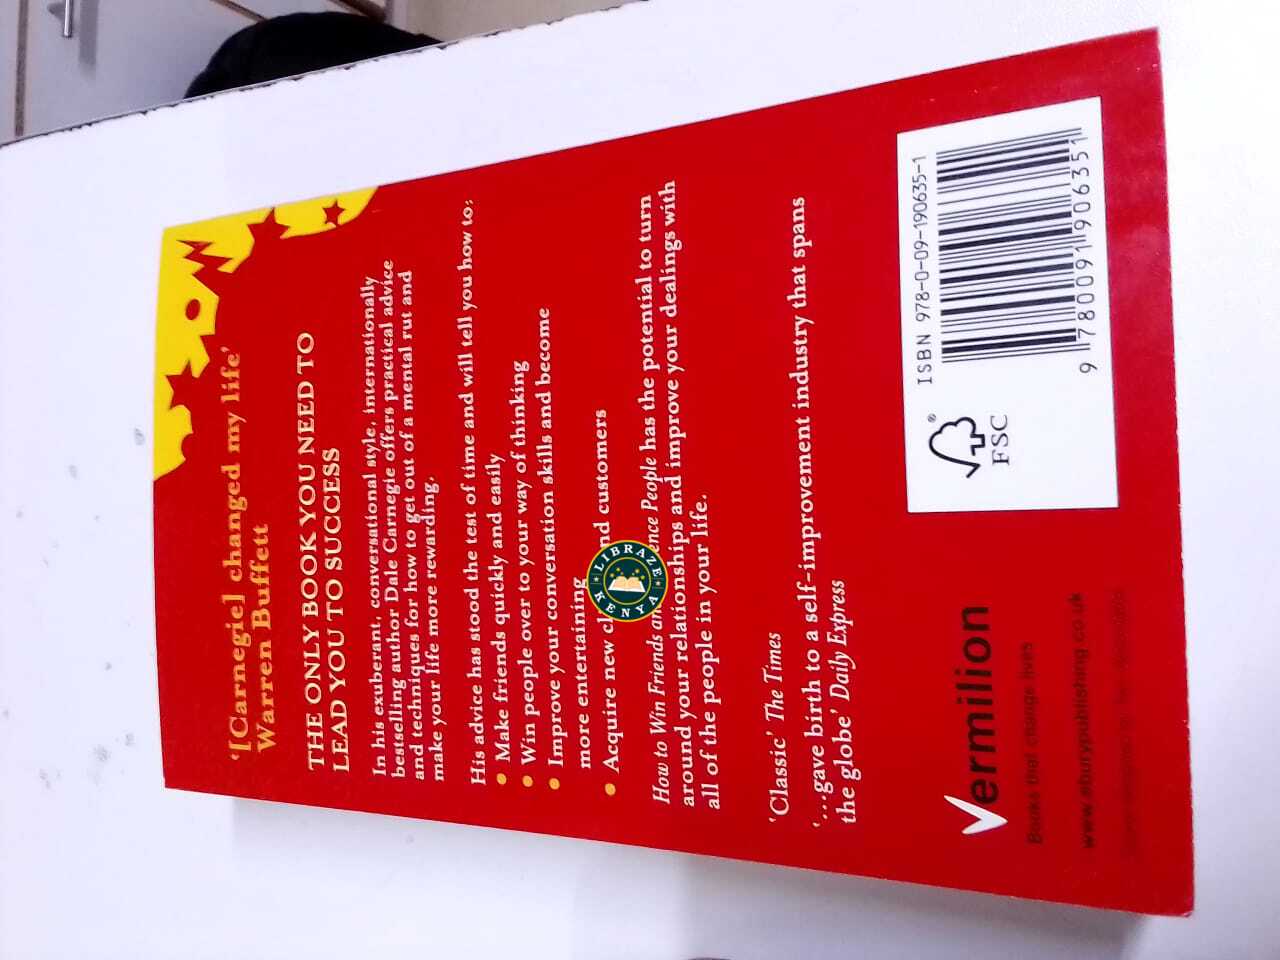 '[Carnegie] changed my life'
Warren Buffett
THE ONLY BOOK YOU NEED TO
LEAD YOU TO SUCCESS
In his exuberant, conversational style, internationally
bestselling author Dale Carnegie offers practical advice
and techniques for how to get out of a mental rut and
make your life more rewarding.
His advice has stood the test of time and will tell you how to:
• Make friends quickly and easily
• Win people over to your way of thinking
• Improve your conversation skills and become
more entertaining
• Acquire new and customers
How to Win Friends People has the potential to turn
around your relationships and improve your dealings with
all of the people in your life.
'Classic' The Times
'...gave birth to a self-improvement industry that spans
the globe' Daily Express
LIBRAZE
KENYA
Vermilion
Books that change lives
www.eburypublishing.co.uk
FSC
ISBN 978-0-09-190635-1
9 780091 906351